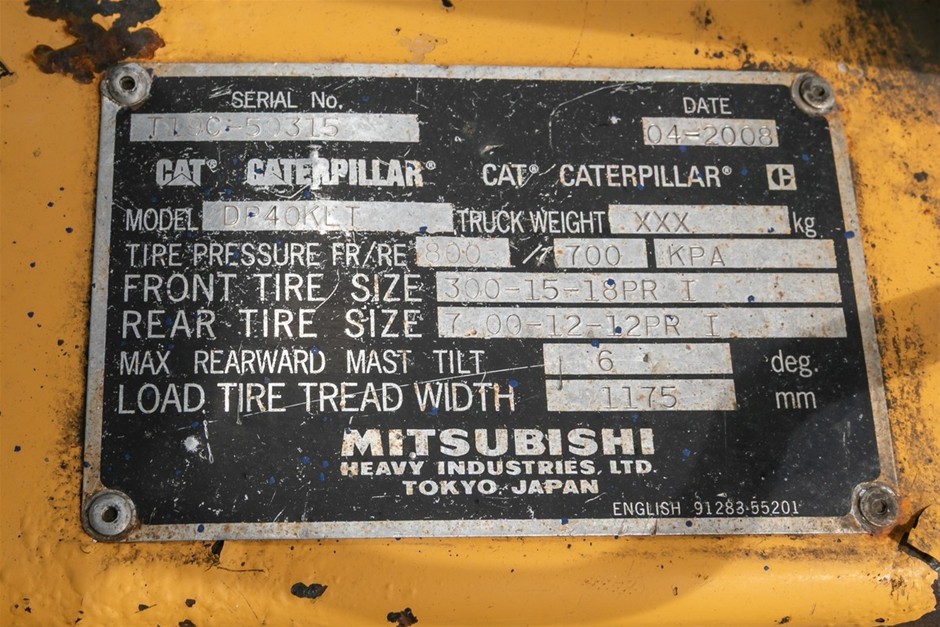 SERIAL No. DATE
50315 04-2008
CAT® CATERPILLAR® CAT® CATERPILLAR®
MODEL DP40KLT TRUCK WEIGHT XXX kg
TIRE PRESSURE FR/RE 800 / 700 KPA
FRONT TIRE SIZE 300-15-18PR I
REAR TIRE SIZE 7.00-12-12PR I
MAX REARWARD MAST TILT 6 deg.
LOAD TIRE TREAD WIDTH 1175 mm
MITSUBISHI
HEAVY INDUSTRIES, LTD.
TOKYO JAPAN
ENGLISH 91283-55201